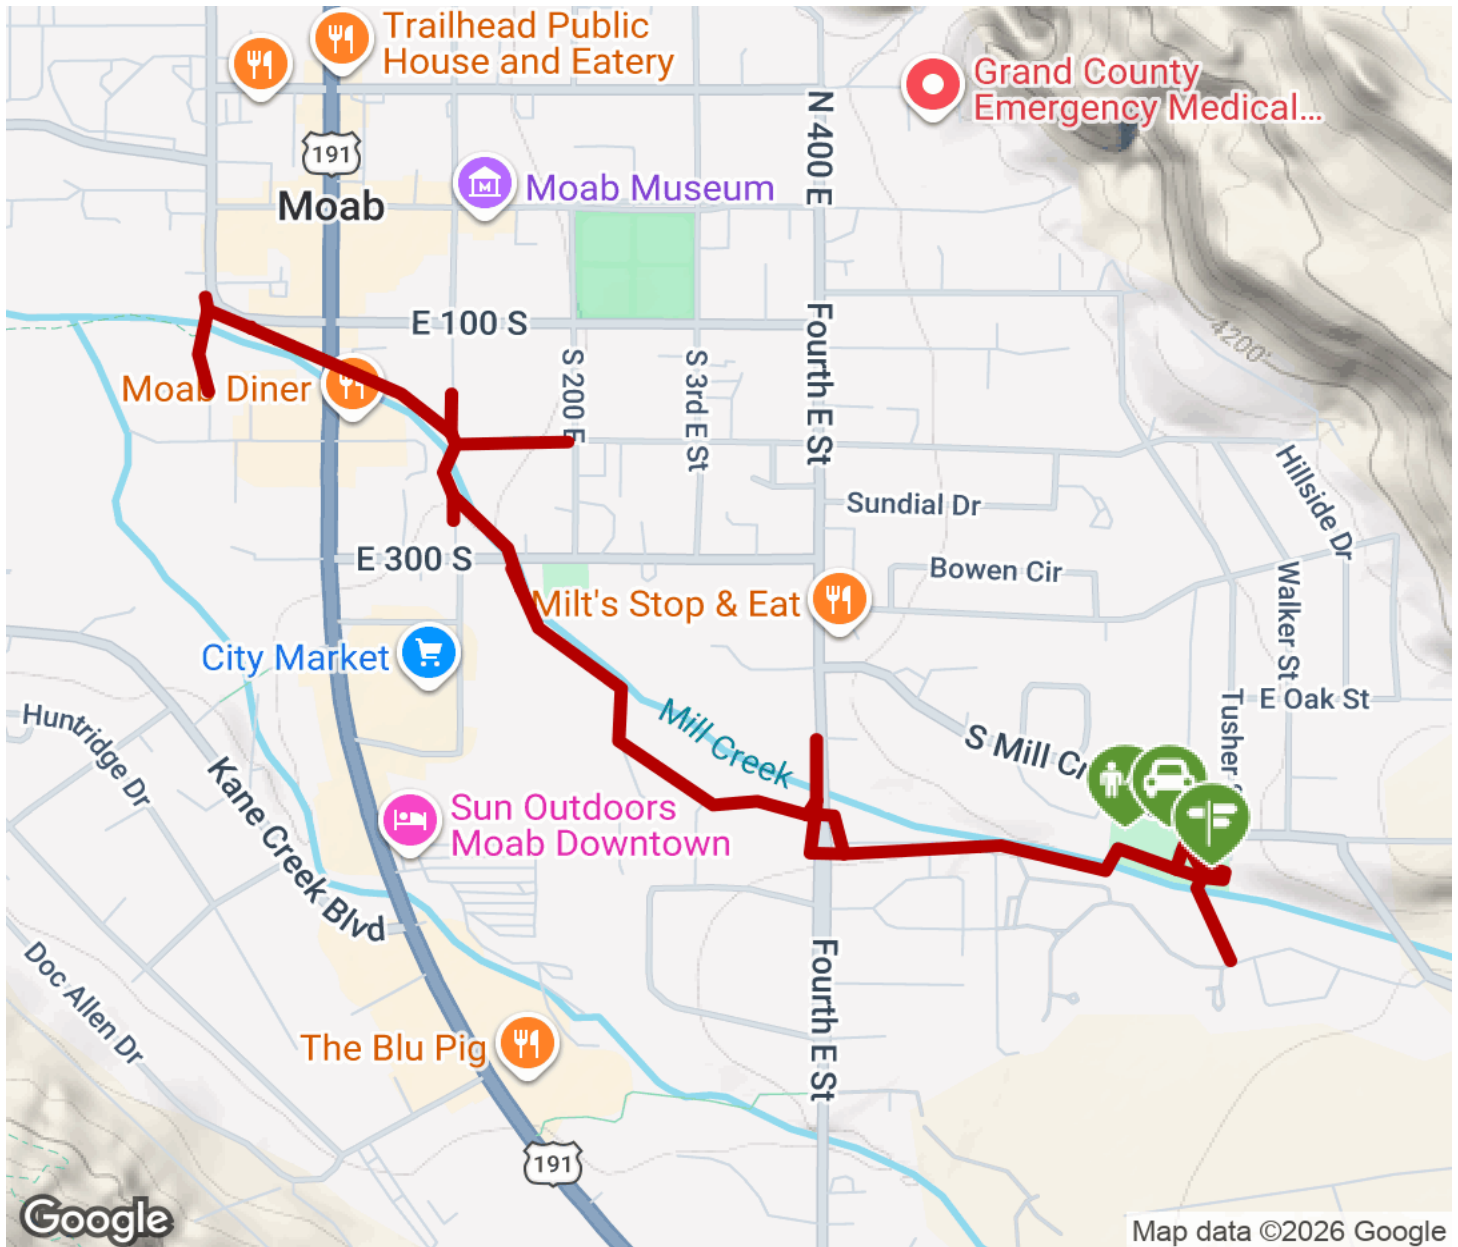 Trailhead Public
House and Eatery
Grand County
Emergency Medical...
191
Moab
Moab Museum
N 400 E
E 100 S
Moab Diner
S 200 E
S 3rd E St
Fourth E St
4200'
Hillside Dr
Sundial Dr
E 300 S
Bowen Cir
Walker St
Milt's Stop & Eat
City Market
E Oak St
Tusher
Huntridge Dr
Mill Creek
S Mill Cr
Kane Creek Blvd
Sun Outdoors
Moab Downtown
Doc Allen Dr
Fourth E St
The Blu Pig
191
Google
Map data ©2026 Google